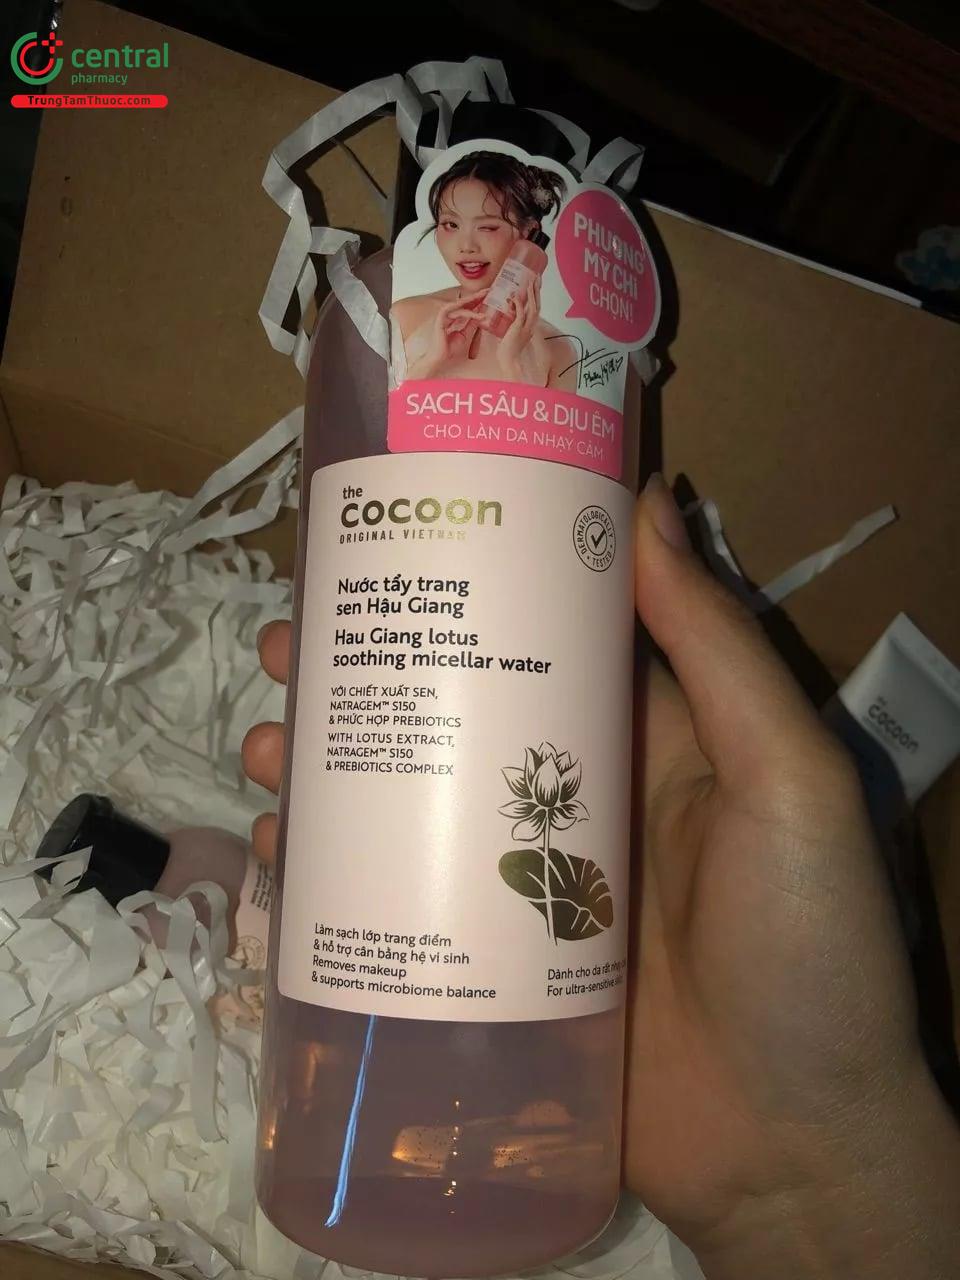 central
pharmacy
TrungTamThuoc.com
PHƯƠNG
MỸ CHI
CHỌN!
SẠCH SÂU & DỊU ÊM
CHO LÀN DA NHẠY CẢM
the
cocoon
ORIGINAL VIETNAM
DERMATOLOGICALLY
TESTED
Nước tẩy trang
sen Hậu Giang
Hau Giang lotus
soothing micellar water
VỚI CHIẾT XUẤT SEN,
NATRAGEM™ S150
& PHỨC HỢP PREBIOTICS
WITH LOTUS EXTRACT,
NATRAGEM™ S150
& PREBIOTICS COMPLEX
Làm sạch lớp trang điểm
& hỗ trợ cân bằng hệ vi sinh
Removes makeup
& supports microbiome balance
Dành cho da rất nhạy
For ultra-sensitive
the
cocoon